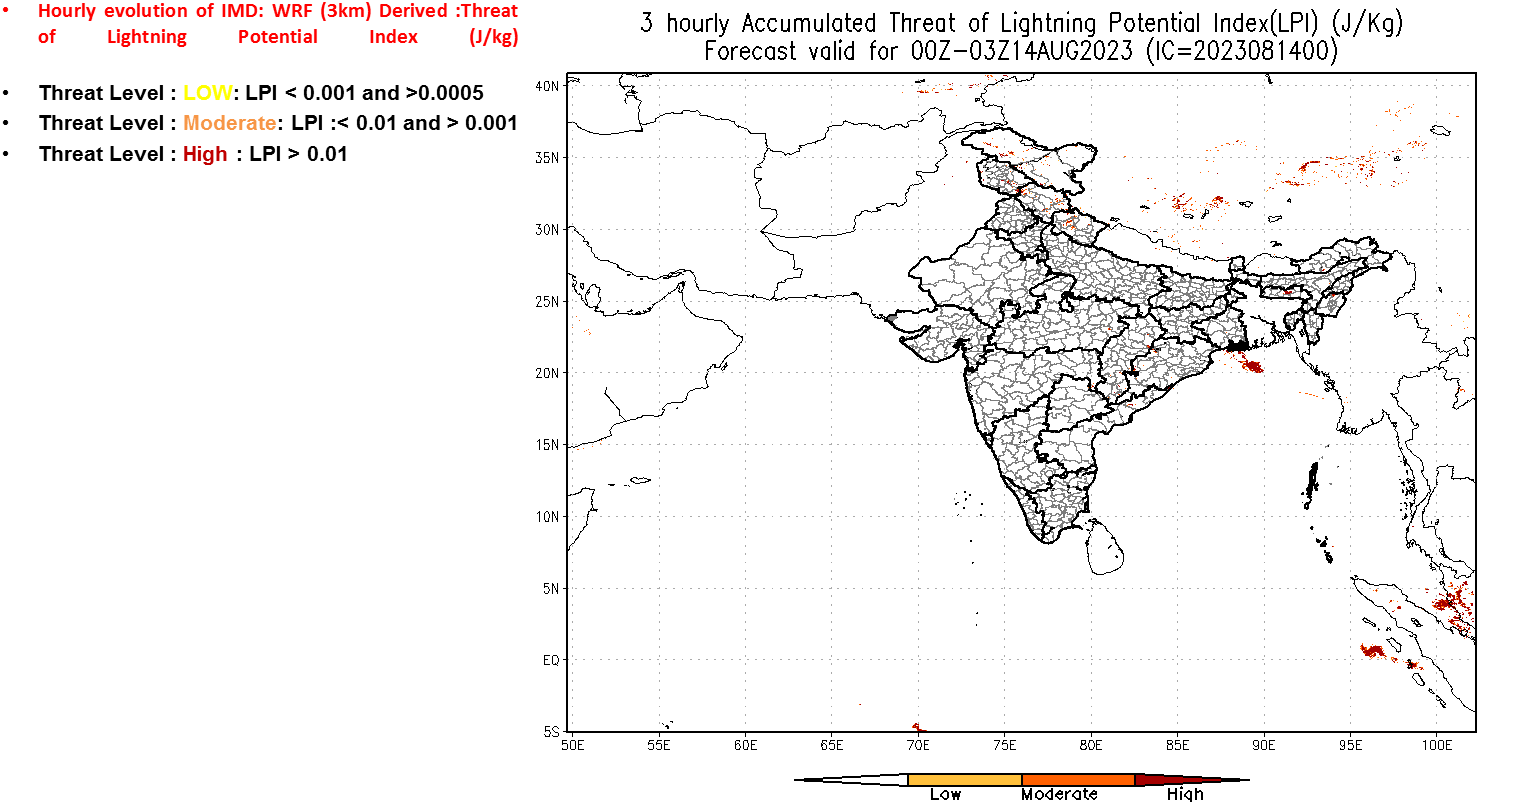 • Hourly evolution of IMD: WRF (3km) Derived :Threat
of Lightning Potential Index (J/kg)
• Threat Level : LOW: LPI < 0.001 and >0.0005
• Threat Level : Moderate: LPI :< 0.01 and > 0.001
• Threat Level : High : LPI > 0.01
3 hourly Accumulated Threat of Lightning Potential Index(LPI) (J/Kg)
Forecast valid for 00Z-03Z14AUG2023 (IC=2023081400)
40N
35N
30N
25N
20N
15N
10N
5N
EQ
5S
50E 55E 60E 65E 70E 75E 80E 85E 90E 95E 100E
Low Moderate High